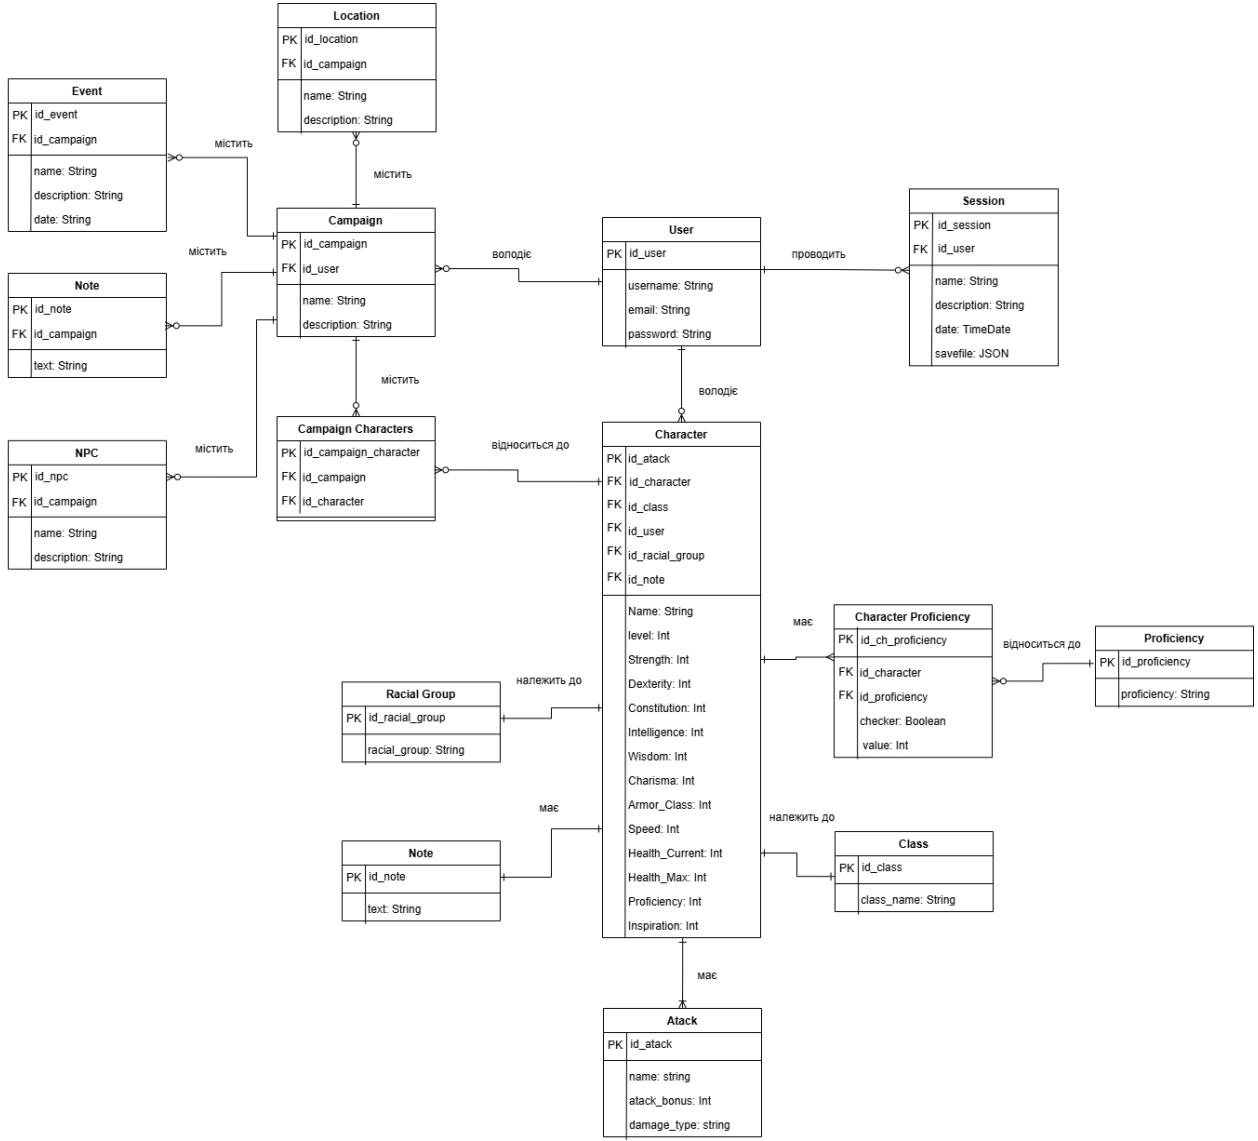 Location
PK id_location
FK id_campaign
name: String
description: String
Event
PK id_event
FK id_campaign
name: String
description: String
date: String
містить
містить
Campaign
PK id_campaign
FK id_user
name: String
description: String
містить
Note
PK id_note
FK id_campaign
text: String
володіє
User
PK id_user
username: String
email: String
password: String
проводить
Session
PK id_session
FK id_user
name: String
description: String
date: TimeDate
savefile: JSON
містить
володіє
NPC
PK id_npc
FK id_campaign
name: String
description: String
містить
Campaign Characters
PK id_campaign_character
FK id_campaign
FK id_character
відноситься до
Character
PK id_atack
FK id_character
FK id_class
FK id_user
FK id_racial_group
FK id_note
Name: String
level: Int
Strength: Int
Dexterity: Int
Constitution: Int
Intelligence: Int
Wisdom: Int
Charisma: Int
Armor_Class: Int
Speed: Int
Health_Current: Int
Health_Max: Int
Proficiency: Int
Inspiration: Int
має
Character Proficiency
PK id_ch_proficiency
FK id_character
FK id_proficiency
checker: Boolean
value: Int
відноситься до
Proficiency
PK id_proficiency
proficiency: String
належить до
Racial Group
PK id_racial_group
racial_group: String
має
Note
PK id_note
text: String
належить до
Class
PK id_class
class_name: String
має
Atack
PK id_atack
name: string
atack_bonus: Int
damage_type: string